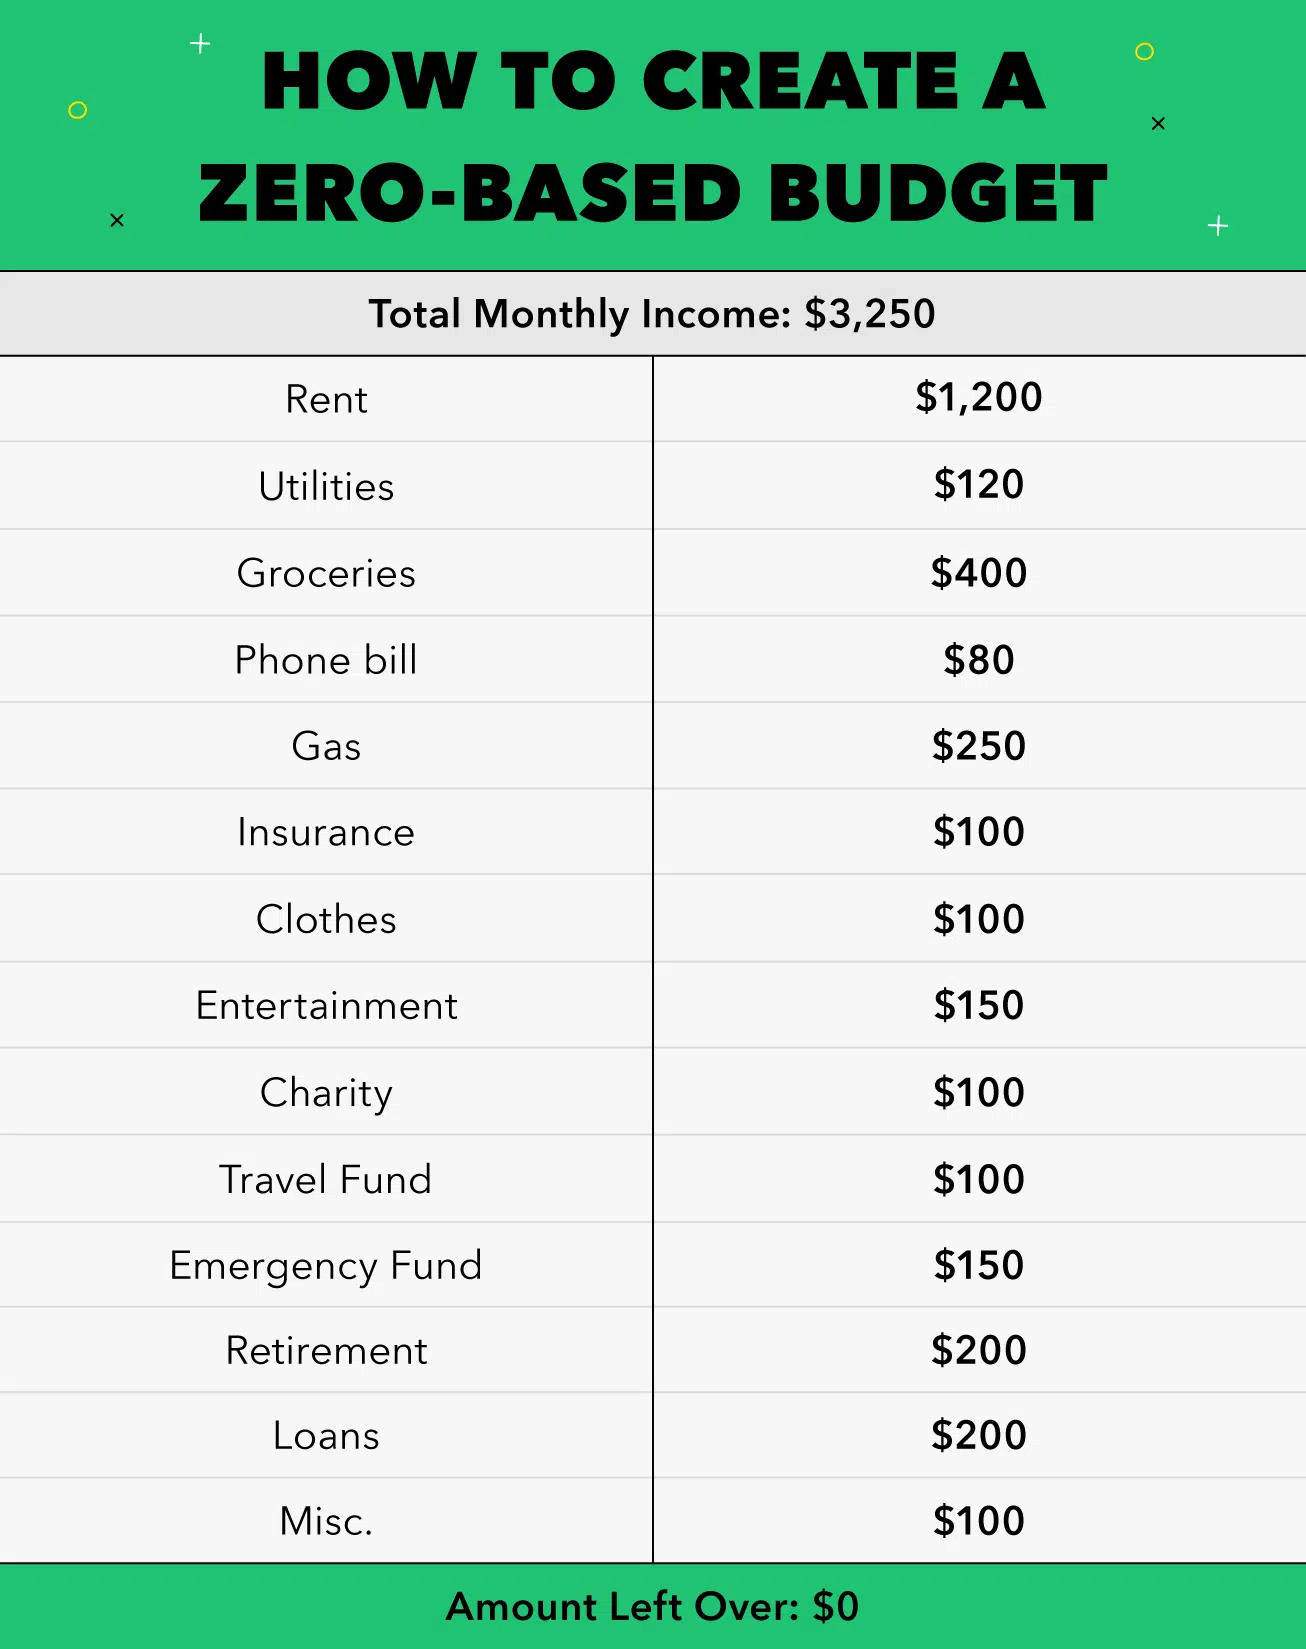 HOW TO CREATE A
ZERO-BASED BUDGET
Total Monthly Income: $3,250
Rent $1,200
Utilities $120
Groceries $400
Phone bill $80
Gas $250
Insurance $100
Clothes $100
Entertainment $150
Charity $100
Travel Fund $100
Emergency Fund $150
Retirement $200
Loans $200
Misc. $100
Amount Left Over: $0